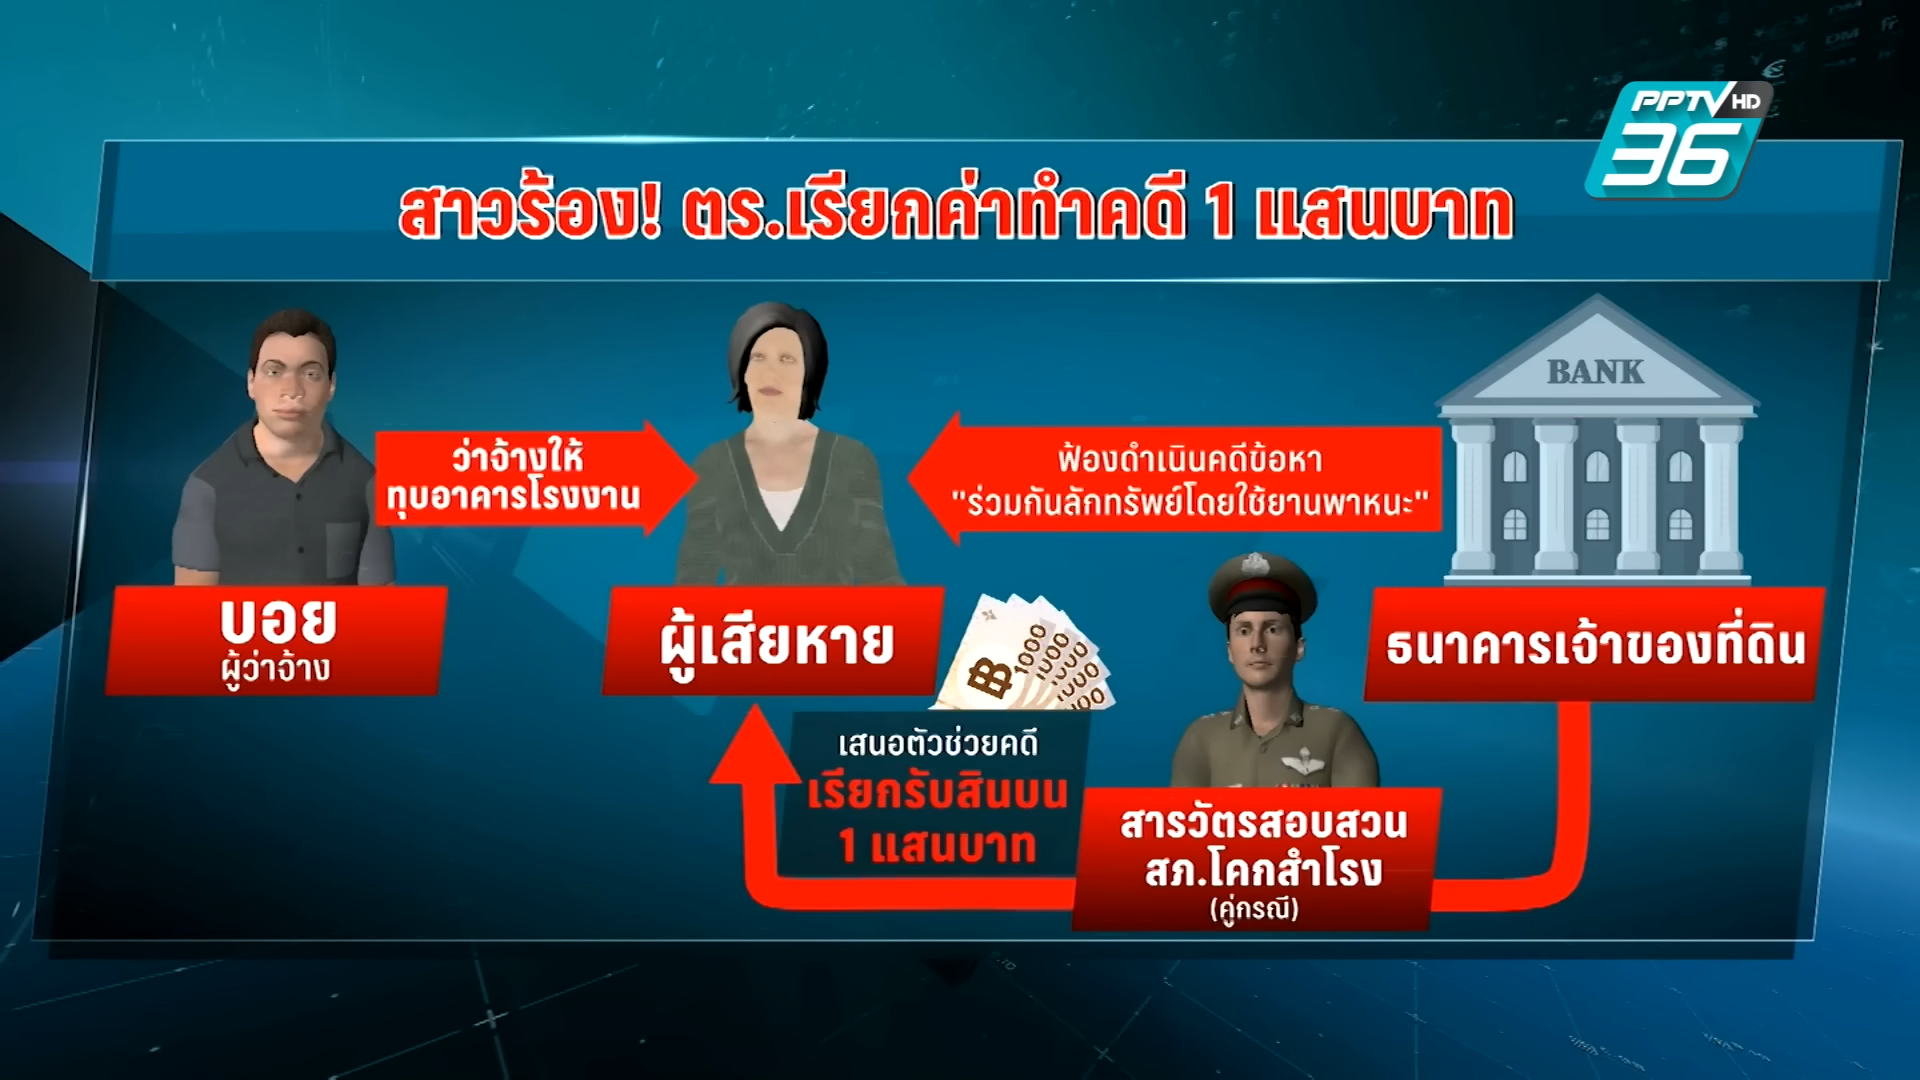 PPTV HD
36
สาวร้อง! ตร.เรียกค่าทำคดี 1 แสนบาท
BANK
ว่าจ้างให้
ทุบอาคารโรงงาน
ฟ้องดำเนินคดีข้อหา
"ร่วมกันลักทรัพย์โดยใช้ยานพาหนะ"
บอย
ผู้ว่าจ้าง
ผู้เสียหาย
1000
1000
1000
1000
ธนาคารเจ้าของที่ดิน
เสนอตัวช่วยคดี
เรียกรับสินบน
1 แสนบาท
สารวัตรสอบสวน
สภ.โคกสำโรง
(คู่กรณี)